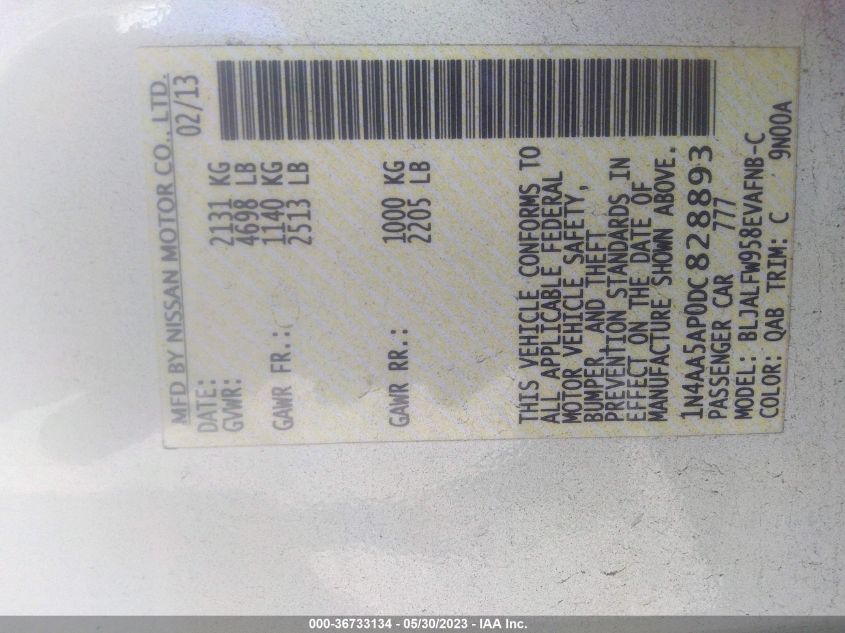 MFD BY NISSAN MOTOR CO., LTD.
DATE: 02/13
GVWR: 2131 KG
4698 LB
GAWR FR.: 1140 KG
2513 LB
GAWR RR.: 1000 KG
2205 LB
THIS VEHICLE CONFORMS TO
ALL APPLICABLE FEDERAL
MOTOR VEHICLE SAFETY,
BUMPER, AND THEFT
PREVENTION STANDARDS IN
EFFECT ON THE DATE OF
MANUFACTURE SHOWN ABOVE.
1N4AA5AP0DC828893
PASSENGER CAR 777
MODEL: BLJALFW958EVAFNB-C
COLOR: QAB TRIM: C 9N00A
000-36733134 - 05/30/2023 - IAA Inc.